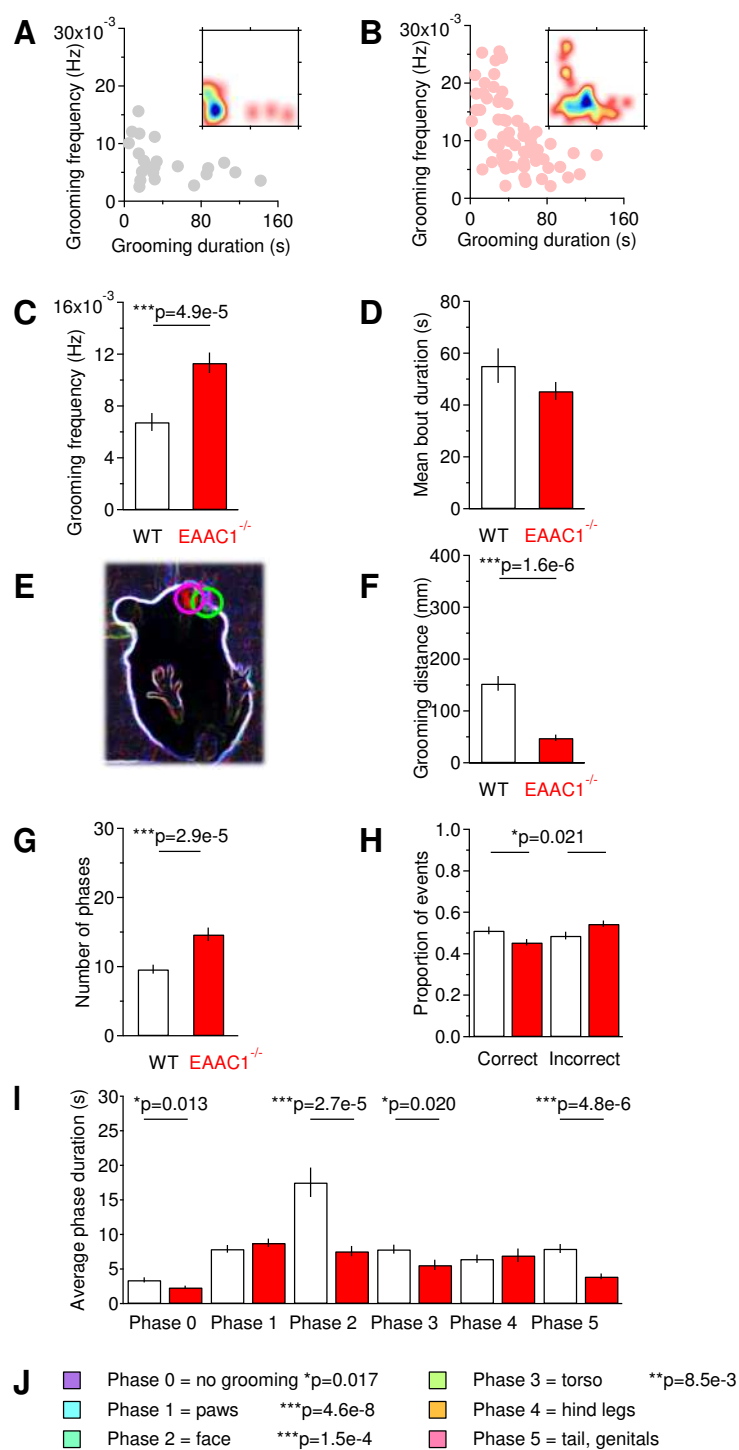 A
30x10-3
20
10
0
Grooming frequency (Hz)
0 80 160
Grooming duration (s)
B
30x10-3
20
10
0
Grooming frequency (Hz)
0 80 160
Grooming duration (s)
C
16x10-3
12
8
4
0
Grooming frequency (Hz)
***p=4.9e-5
WT EAAC1-/-
D
80
60
40
20
0
Mean bout duration (s)
WT EAAC1-/-
E
F
400
300
200
100
0
Grooming distance (mm)
***p=1.6e-6
WT EAAC1-/-
G
30
20
10
0
Number of phases
***p=2.9e-5
WT EAAC1-/-
H
1.0
0.8
0.6
0.4
0.2
0.0
Proportion of events
*p=0.021
Correct Incorrect
I
30
25
20
15
10
5
0
Average phase duration (s)
*p=0.013 ***p=2.7e-5 *p=0.020 ***p=4.8e-6
Phase 0 Phase 1 Phase 2 Phase 3 Phase 4 Phase 5
J
Phase 0 = no grooming *p=0.017
Phase 1 = paws ***p=4.6e-8
Phase 2 = face ***p=1.5e-4
Phase 3 = torso **p=8.5e-3
Phase 4 = hind legs
Phase 5 = tail, genitals